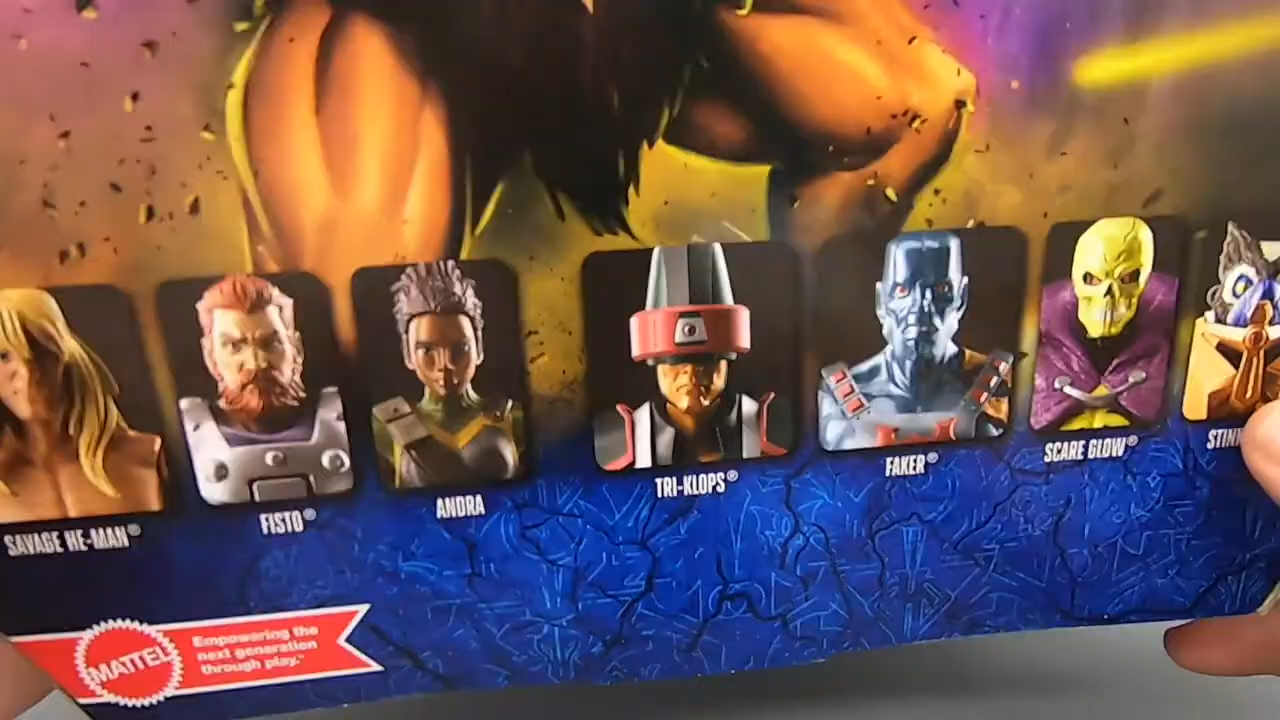 SAVAGE HE-MAN®
FISTO®
ANDRA
TRI-KLOPS®
FAKER®
SCARE GLOW®
MATTEL
Empowering the
next generation
through play.™